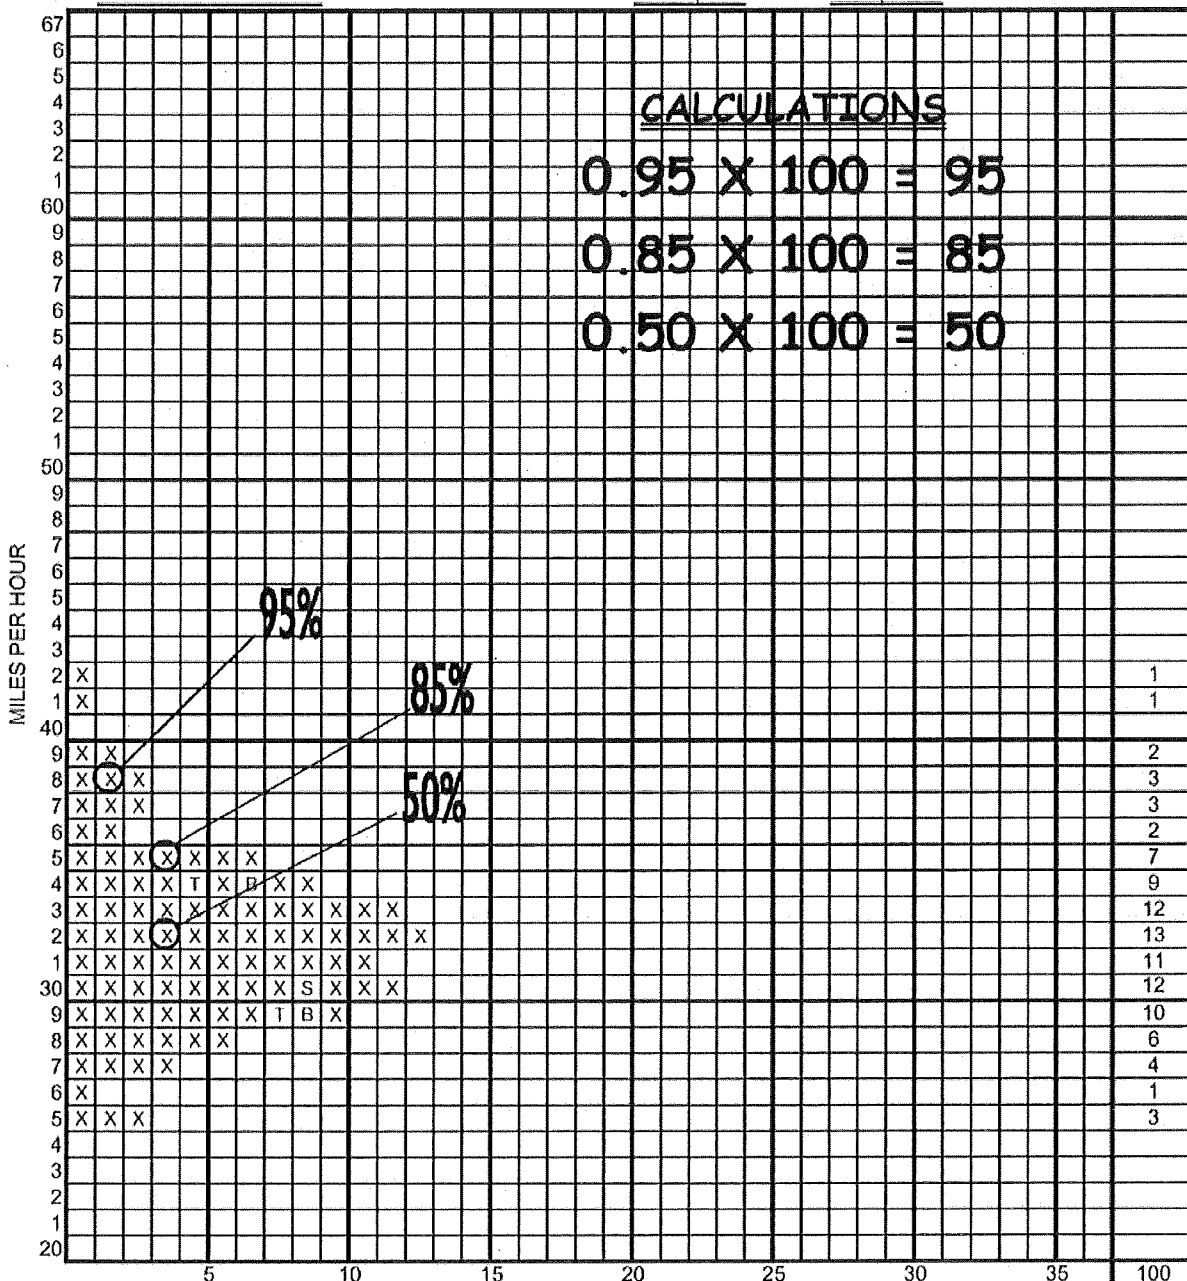 67
6
5
4
CALCULATIONS
3
2
1
0.95 X 100 = 95
60
9
8
0.85 X 100 = 85
7
6
5
0.50 X 100 = 50
4
3
2
1
50
9
8
7
6
5
95%
4
3
2 X 85% 1
1 X 1
40
9 X X 2
8 X X X 50% 3
7 X X X 3
6 X X 2
5 X X X X X X X 7
4 X X X X T X B X X 9
3 X X X X X X X X X X X X 12
2 X X X X X X X X X X X X X 13
1 X X X X X X X X X X X 11
30 X X X X X X X X S X X X 12
9 X X X X X X X T B X 10
8 X X X X X X 6
7 X X X X 4
6 X 1
5 X X X 3
4
3
2
1
20
5 10 15 20 25 30 35 100
MILES PER HOUR